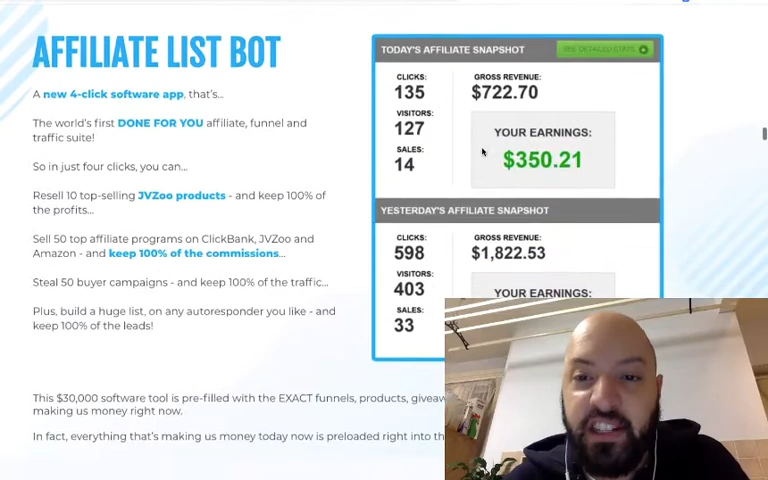 AFFILIATE LIST BOT
A new 4-click software app, that's...
The world's first DONE FOR YOU affiliate, funnel and
traffic suite!
So in just four clicks, you can...
Resell 10 top-selling JVZoo products - and keep 100% of
the profits...
Sell 50 top affiliate programs on ClickBank, JVZoo and
Amazon - and keep 100% of the commissions...
Steal 50 buyer campaigns - and keep 100% of the traffic...
Plus, build a huge list, on any autoresponder you like - and
keep 100% of the leads!
TODAY'S AFFILIATE SNAPSHOT
SEE DETAILED STATS
CLICKS:
135
VISITORS:
127
SALES:
14
GROSS REVENUE:
$722.70
YOUR EARNINGS:
$350.21
YESTERDAY'S AFFILIATE SNAPSHOT
CLICKS:
598
VISITORS:
403
SALES:
33
GROSS REVENUE:
$1,822.53
YOUR EARNINGS:
This $30,000 software tool is pre-filled with the EXACT funnels, products,
making us money right now.
In fact, everything that's making us money today now is preloaded right into